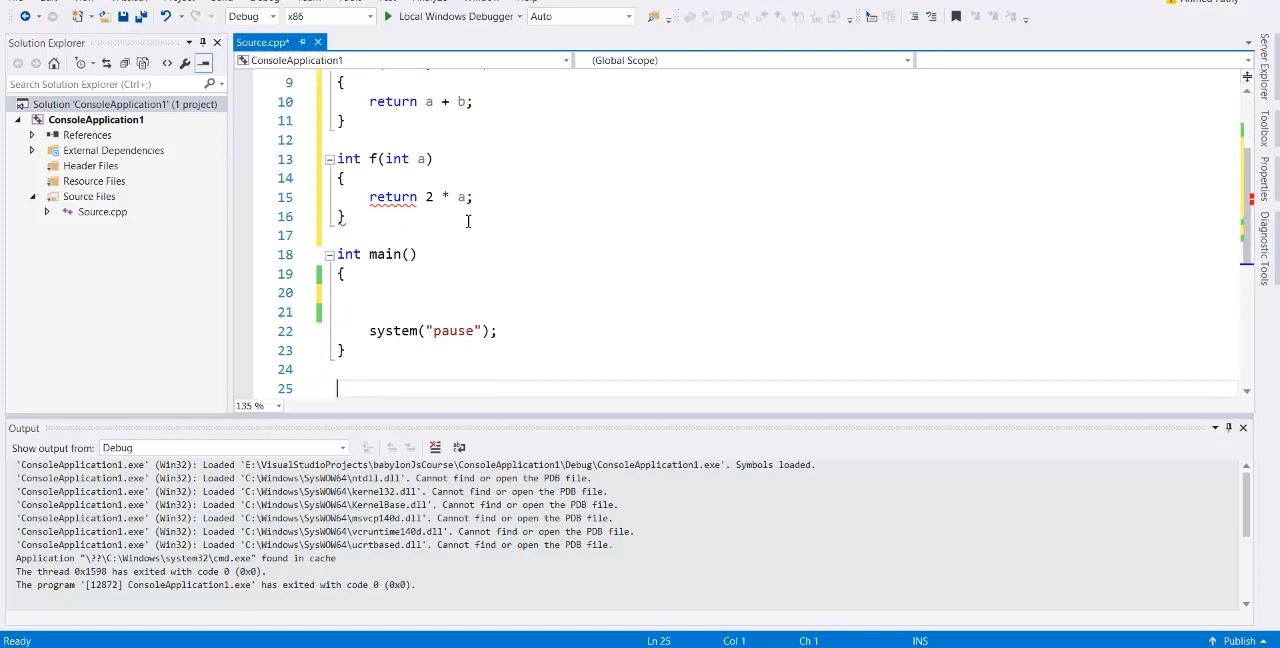 Debug
x86
Local Windows Debugger
Auto
Solution Explorer
Source.cpp*
ConsoleApplication1
(Global Scope)
Search Solution Explorer (Ctrl+;)
Solution 'ConsoleApplication1' (1 project)
ConsoleApplication1
References
External Dependencies
Header Files
Resource Files
Source Files
Source.cpp
9 {
10 return a + b;
11 }
12
13 int f(int a)
14 {
15 return 2 * a;
16 }
17
18 int main()
19 {
20
21
22 system("pause");
23 }
24
25
135 %
Server Explorer
Toolbox
Properties
Diagnostic Tools
Output
Show output from: Debug
'ConsoleApplication1.exe' (Win32): Loaded 'E:\VisualStudioProjects\babylonJsCourse\ConsoleApplication1\Debug\ConsoleApplication1.exe'. Symbols loaded.
'ConsoleApplication1.exe' (Win32): Loaded 'C:\Windows\SysWOW64\ntdll.dll'. Cannot find or open the PDB file.
'ConsoleApplication1.exe' (Win32): Loaded 'C:\Windows\SysWOW64\kernel32.dll'. Cannot find or open the PDB file.
'ConsoleApplication1.exe' (Win32): Loaded 'C:\Windows\SysWOW64\KernelBase.dll'. Cannot find or open the PDB file.
'ConsoleApplication1.exe' (Win32): Loaded 'C:\Windows\SysWOW64\msvcp140d.dll'. Cannot find or open the PDB file.
'ConsoleApplication1.exe' (Win32): Loaded 'C:\Windows\SysWOW64\vcruntime140d.dll'. Cannot find or open the PDB file.
'ConsoleApplication1.exe' (Win32): Loaded 'C:\Windows\SysWOW64\ucrtbased.dll'. Cannot find or open the PDB file.
Application "\??\C:\Windows\system32\cmd.exe" found in cache
The thread 0x1598 has exited with code 0 (0x0).
The program '[12872] ConsoleApplication1.exe' has exited with code 0 (0x0).
Ready
Ln 25
Col 1
Ch 1
INS
Publish